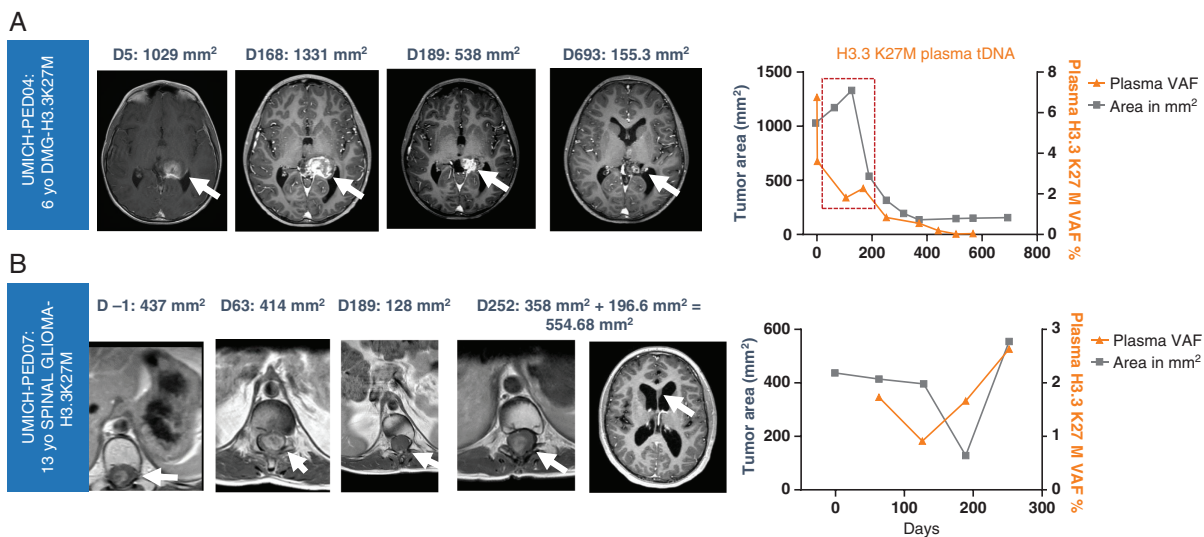 A
UMICH-PED04:
6 yo DMG-H3.3K27M
D5: 1029 mm²
D168: 1331 mm²
D189: 538 mm²
D693: 155.3 mm²
H3.3 K27M plasma tDNA
Tumor area (mm²)
1500
1000
500
0
0
200
400
600
800
8
6
4
2
0
Plasma H3.3 K27 M VAF %
Plasma VAF
Area in mm²
B
UMICH-PED07:
13 yo SPINAL GLIOMA-
H3.3K27M
D –1: 437 mm²
D63: 414 mm²
D189: 128 mm²
D252: 358 mm² + 196.6 mm² =
554.68 mm²
Tumor area (mm²)
600
400
200
0
0
100
200
300
Days
3
2
1
0
Plasma H3.3 K27 M VAF %
Plasma VAF
Area in mm²